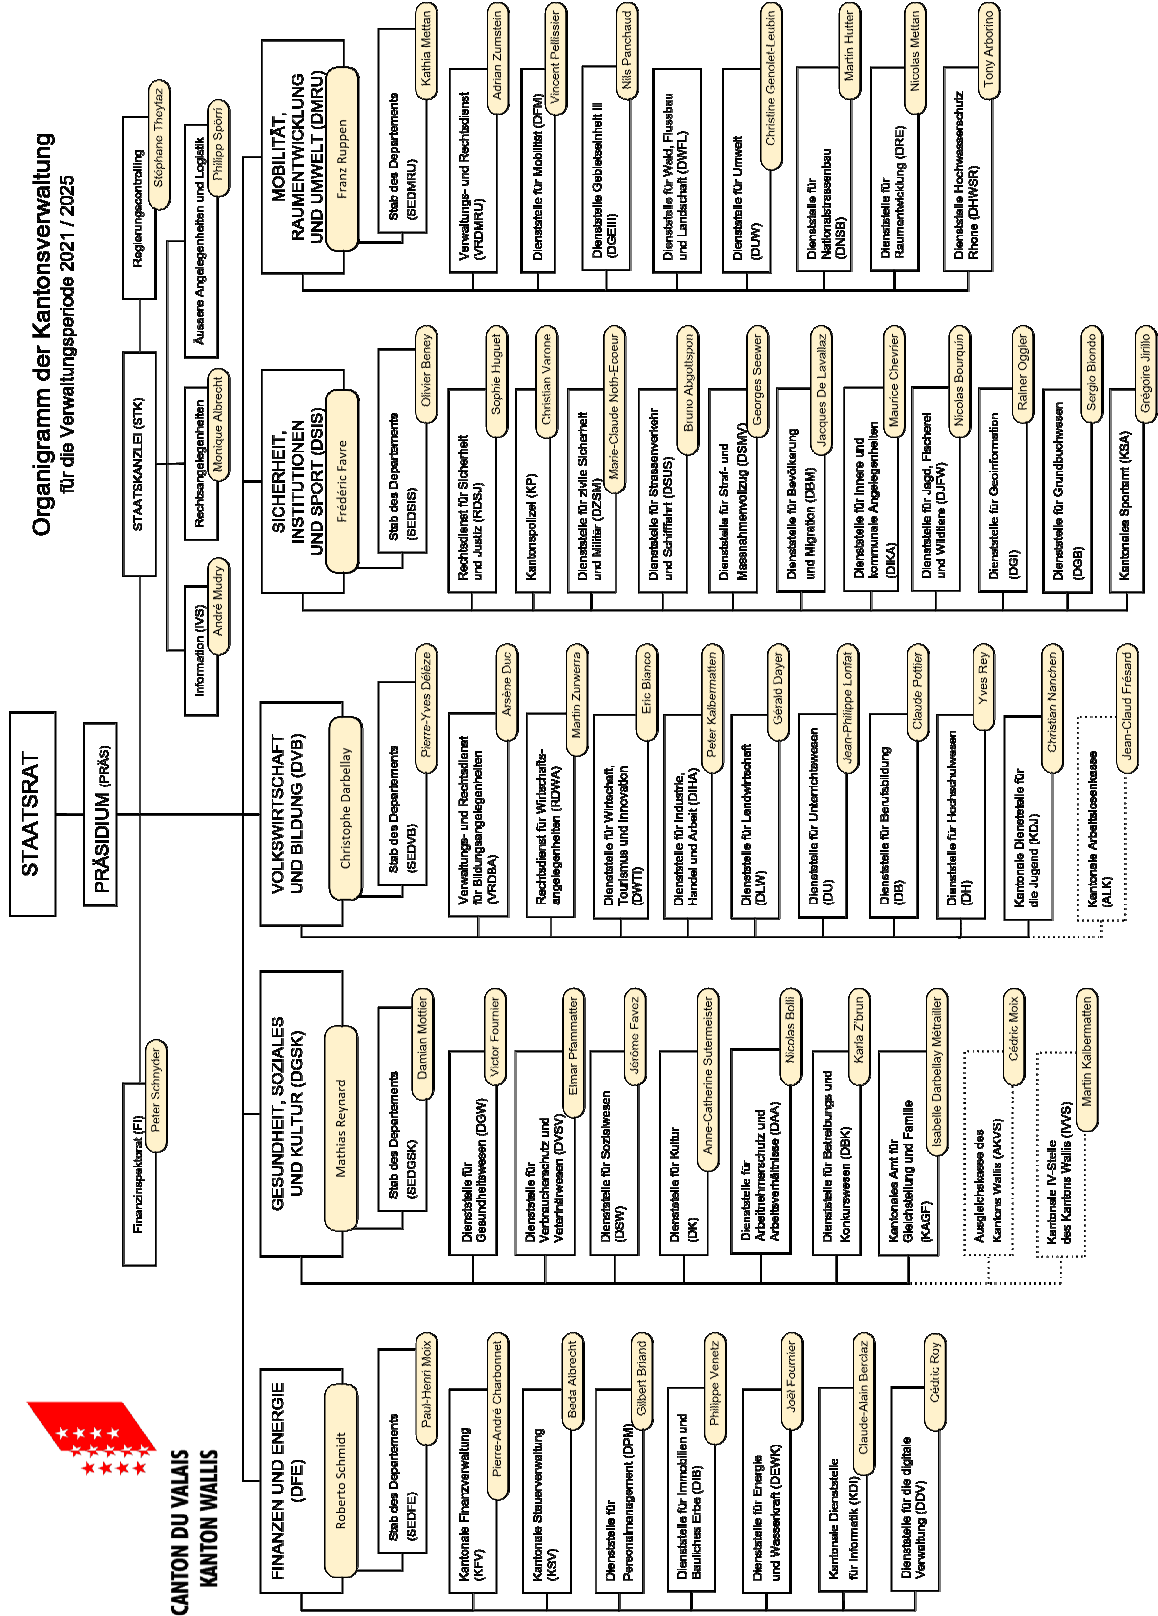 CANTON DU VALAIS
KANTON WALLIS
Organigramm der Kantonsverwaltung
für die Verwaltungsperiode 2021 / 2025
STAATSRAT
PRÄSIDIUM (PRÄS)
Finanzinspektorat (FI)
Peter Schnyder
STAATSKANZLEI (STK)
Regierungscontrolling
Stéphane Theytaz
Information (IVS)
André Mudry
Rechtsangelegenheiten
Monique Albrecht
Äussere Angelegenheiten und Logistik
Philipp Spörri
FINANZEN UND ENERGIE
(DFE)
Roberto Schmidt
Stab des Departements
(SEDFE)
Paul-Henri Moix
Kantonale Finanzverwaltung
(KFV)
Pierre-André Charbonnet
Kantonale Steuerverwaltung
(KSV)
Beda Albrecht
Dienststelle für
Personalmanagement (DPM)
Gilbert Briand
Dienststelle für Immobilien und
Bauliches Erbe (DIB)
Philippe Venetz
Dienststelle für Energie
und Wasserkraft (DEWK)
Joël Fournier
Kantonale Dienststelle
für Informatik (KDI)
Claude-Alain Berclaz
Dienststelle für die digitale
Verwaltung (DDV)
Cédric Roy
GESUNDHEIT, SOZIALES
UND KULTUR (DGSK)
Mathias Reynard
Stab des Departements
(SEDGSK)
Damian Mottier
Dienststelle für
Gesundheitswesen (DGW)
Victor Fournier
Dienststelle für
Verbraucherschutz und
Veterinärwesen (DVSV)
Elmar Pfammatter
Dienststelle für Sozialwesen
(DSW)
Jérôme Favez
Dienststelle für Kultur
(DK)
Anne-Catherine Sutermeister
Dienststelle für
Arbeitnehmerschutz und
Arbeitsverhältnisse (DAA)
Nicolas Bolli
Dienststelle für Betreibungs und
Konkurswesen (DBK)
Karla Z'brun
Kantonales Amt für
Gleichstellung und Familie
(KAGF)
Isabelle Darbellay Métrailler
Ausgleichskasse des
Kantons Wallis (AKVS)
Cédric Moix
Kantonale IV-Stelle
des Kantons Wallis (IVVS)
Martin Kalbermatten
VOLKSWIRTSCHAFT
UND BILDUNG (DVB)
Christophe Darbellay
Stab des Departements
(SEDVB)
Pierre-Yves Délèze
Verwaltungs- und Rechtsdienst
für Bildungsangelegenheiten
(VRDBA)
Arsène Duc
Rechtsdienst für Wirtschafts-
angelegenheiten (RDWA)
Martin Zurwerra
Dienststelle für Wirtschaft,
Tourismus und Innovation
(DWTI)
Eric Bianco
Dienststelle für Industrie,
Handel und Arbeit (DIHA)
Peter Kalbermatten
Dienststelle für Landwirtschaft
(DLW)
Gérald Dayer
Dienststelle für Unterrichtswesen
(DU)
Jean-Philippe Lonfat
Dienststelle für Berufsbildung
(DB)
Claude Pottier
Dienststelle für Hochschulwesen
(DH)
Yves Rey
Kantonale Dienststelle für
die Jugend (KDJ)
Christian Nanchen
Kantonale Arbeitslosenkasse
(ALK)
Jean-Claud Frésard
SICHERHEIT,
INSTITUTIONEN
UND SPORT (DSIS)
Frédéric Favre
Stab des Departements
(SEDSIS)
Olivier Beney
Rechtsdienst für Sicherheit
und Justiz (RDSJ)
Sophie Huguet
Kantonspolizei (KP)
Christian Varone
Dienststelle für zivile Sicherheit
und Militär (DZSM)
Marie-Claude Noth-Ecoeur
Dienststelle für Strassenverkehr
und Schifffahrt (DSUS)
Bruno Abgottspon
Dienststelle für Straf- und
Massnahmenvollzug (DSMV)
Georges Seewer
Dienststelle für Bevölkerung
und Migration (DBM)
Jacques De Lavallaz
Dienststelle für Innere und
kommunale Angelegenheiten
(DIKA)
Maurice Chevrier
Dienststelle für Jagd, Fischerei
und Wildtiere (DJFW)
Nicolas Bourquin
Dienststelle für Geoinformation
(DGI)
Rainer Oggier
Dienststelle für Grundbuchwesen
(DGB)
Sergio Biondo
Kantonales Sportamt (KSA)
Grégoire Jirillo
MOBILITÄT,
RAUMENTWICKLUNG
UND UMWELT (DMRU)
Franz Ruppen
Stab des Departements
(SEDMRU)
Kathia Mettan
Verwaltungs- und Rechtsdienst
(VRDMRU)
Adrian Zumstein
Dienststelle für Mobilität (DFM)
Vincent Pellissier
Dienststelle Gebietseinheit III
(DGEIII)
Nils Panchaud
Dienststelle für Wald, Flussbau
und Landschaft (DWFL)
Dienststelle für Umwelt
(DUW)
Christine Genolet-Leubin
Dienststelle für
Nationalstrassenbau
(DNSB)
Martin Hutter
Dienststelle für
Raumentwicklung (DRE)
Nicolas Mettan
Dienststelle Hochwasserschutz
Rhone (DHWSR)
Tony Arborino